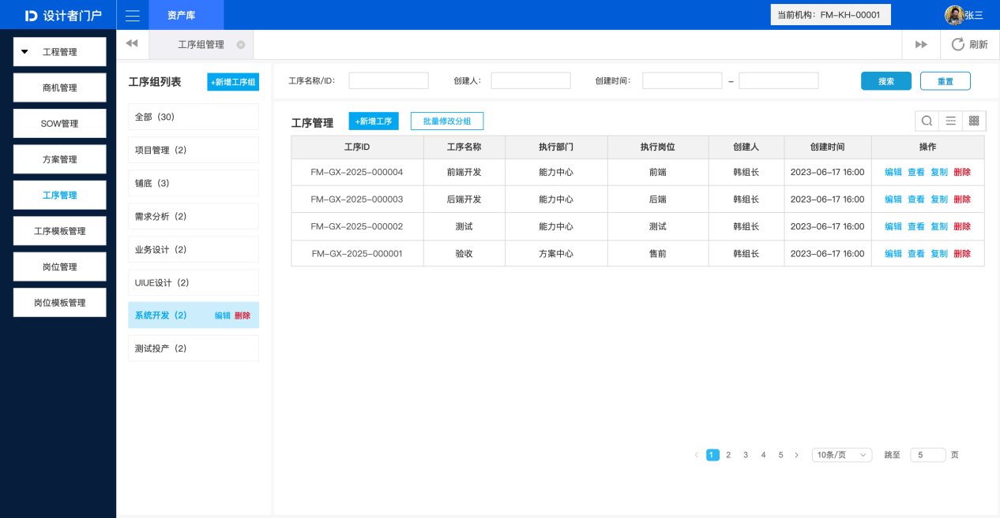 设计者门户
资产库
当前机构：FM-KH-00001
张三
工程管理
商机管理
SOW管理
方案管理
工序管理
工序模板管理
岗位管理
岗位模板管理
工序组管理
刷新
工序组列表
+新增工序组
全部（30）
项目管理（2）
铺底（3）
需求分析（2）
业务设计（2）
UIUE设计（2）
系统开发（2） 编辑 删除
测试投产（2）
工序名称/ID： 创建人： 创建时间： – 搜索 重置
工序管理 +新增工序 批量修改分组
工序ID 工序名称 执行部门 执行岗位 创建人 创建时间 操作
FM-GX-2025-000004 前端开发 能力中心 前端 韩组长 2023-06-17 16:00 编辑 查看 复制 删除
FM-GX-2025-000003 后端开发 能力中心 后端 韩组长 2023-06-17 16:00 编辑 查看 复制 删除
FM-GX-2025-000002 测试 能力中心 测试 韩组长 2023-06-17 16:00 编辑 查看 复制 删除
FM-GX-2025-000001 验收 方案中心 售前 韩组长 2023-06-17 16:00 编辑 查看 复制 删除
1 2 3 4 5 10条/页 跳至 5 页